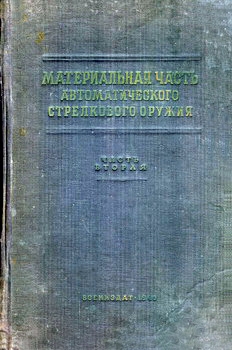 МАТЕРИАЛЬНАЯ ЧАСТЬ
АВТОМАТИЧЕСКОГО
СТРЕЛКОВОГО ОРУЖИЯ
ЧАСТЬ
ВТОРАЯ
ВОЕНИЗДАТ